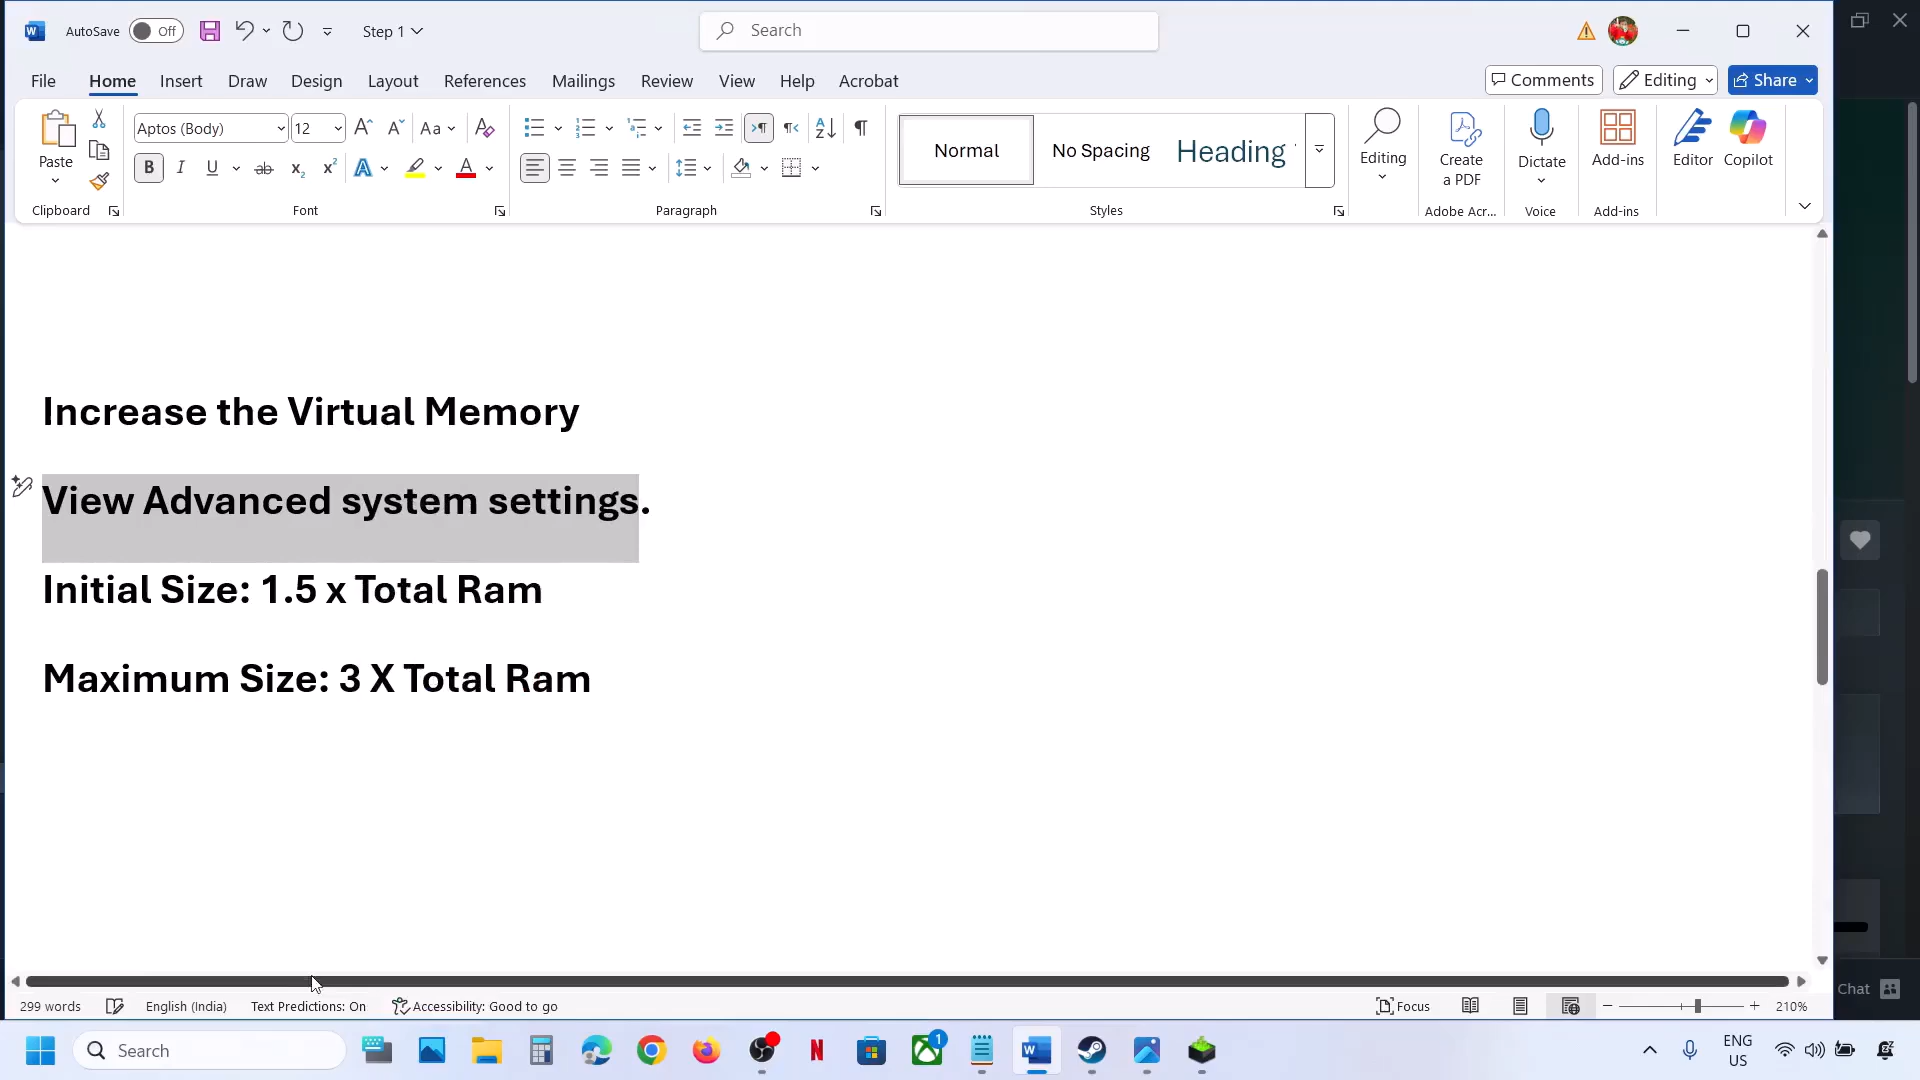 AutoSave Off Step 1 Search
File Home Insert Draw Design Layout References Mailings Review View Help Acrobat Comments Editing Share
Paste Aptos (Body) 12 Aa Normal No Spacing Heading Editing Create a PDF Dictate Add-ins Editor Copilot
Clipboard Font Paragraph Styles Adobe Acr... Voice Add-ins
Increase the Virtual Memory
View Advanced system settings.
Initial Size: 1.5 x Total Ram
Maximum Size: 3 X Total Ram
299 words English (India) Text Predictions: On Accessibility: Good to go Focus 210%
Chat
Search 1 ENG US